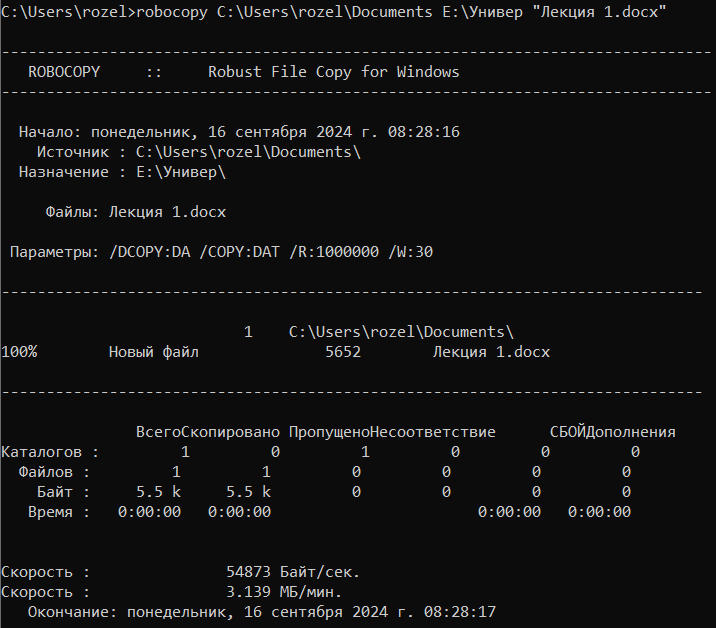 C:\Users\rozel>robocopy C:\Users\rozel\Documents E:\Универ "Лекция 1.docx"
-------------------------------------------------------------------------------
ROBOCOPY     ::     Robust File Copy for Windows
-------------------------------------------------------------------------------
Начало: понедельник, 16 сентября 2024 г. 08:28:16
Источник : C:\Users\rozel\Documents\
Назначение : E:\Универ\
Файлы: Лекция 1.docx
Параметры: /DCOPY:DA /COPY:DAT /R:1000000 /W:30
------------------------------------------------------------------------------
1    C:\Users\rozel\Documents\
100%        Новый файл              5652        Лекция 1.docx
------------------------------------------------------------------------------
ВсегоСкопировано ПропущеноНесоответствие      СБОЙДополнения
Каталогов :         1         0         1         0         0         0
Файлов :         1         1         0         0         0         0
Байт :     5.5 k     5.5 k         0         0         0         0
Время :   0:00:00   0:00:00                       0:00:00   0:00:00
Скорость :               54873 Байт/сек.
Скорость :               3.139 МБ/мин.
Окончание: понедельник, 16 сентября 2024 г. 08:28:17